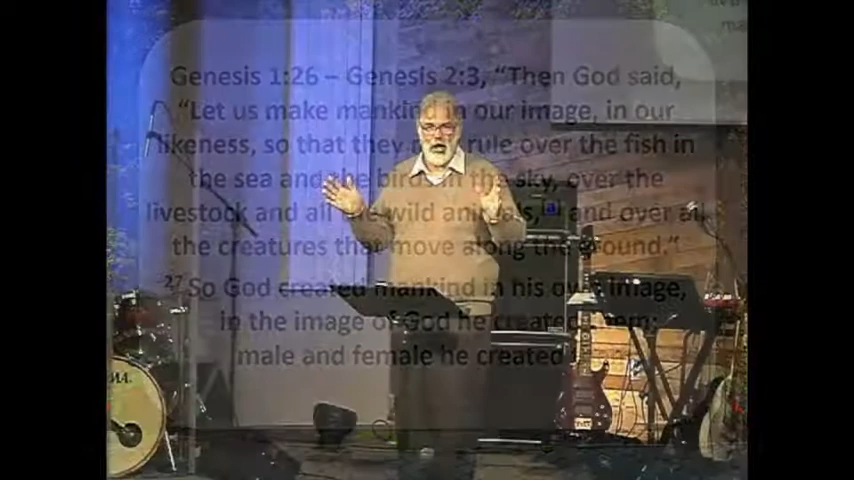 Genesis 1:26 – Genesis 2:3, “Then God said,
“Let us make mankind in our image, in our
likeness, so that they may rule over the fish in
the sea and the birds in the sky, over the
livestock and all the wild animals, and over all
the creatures that move along the ground.”
27 So God created mankind in his own image,
in the image of God he created them;
male and female he created